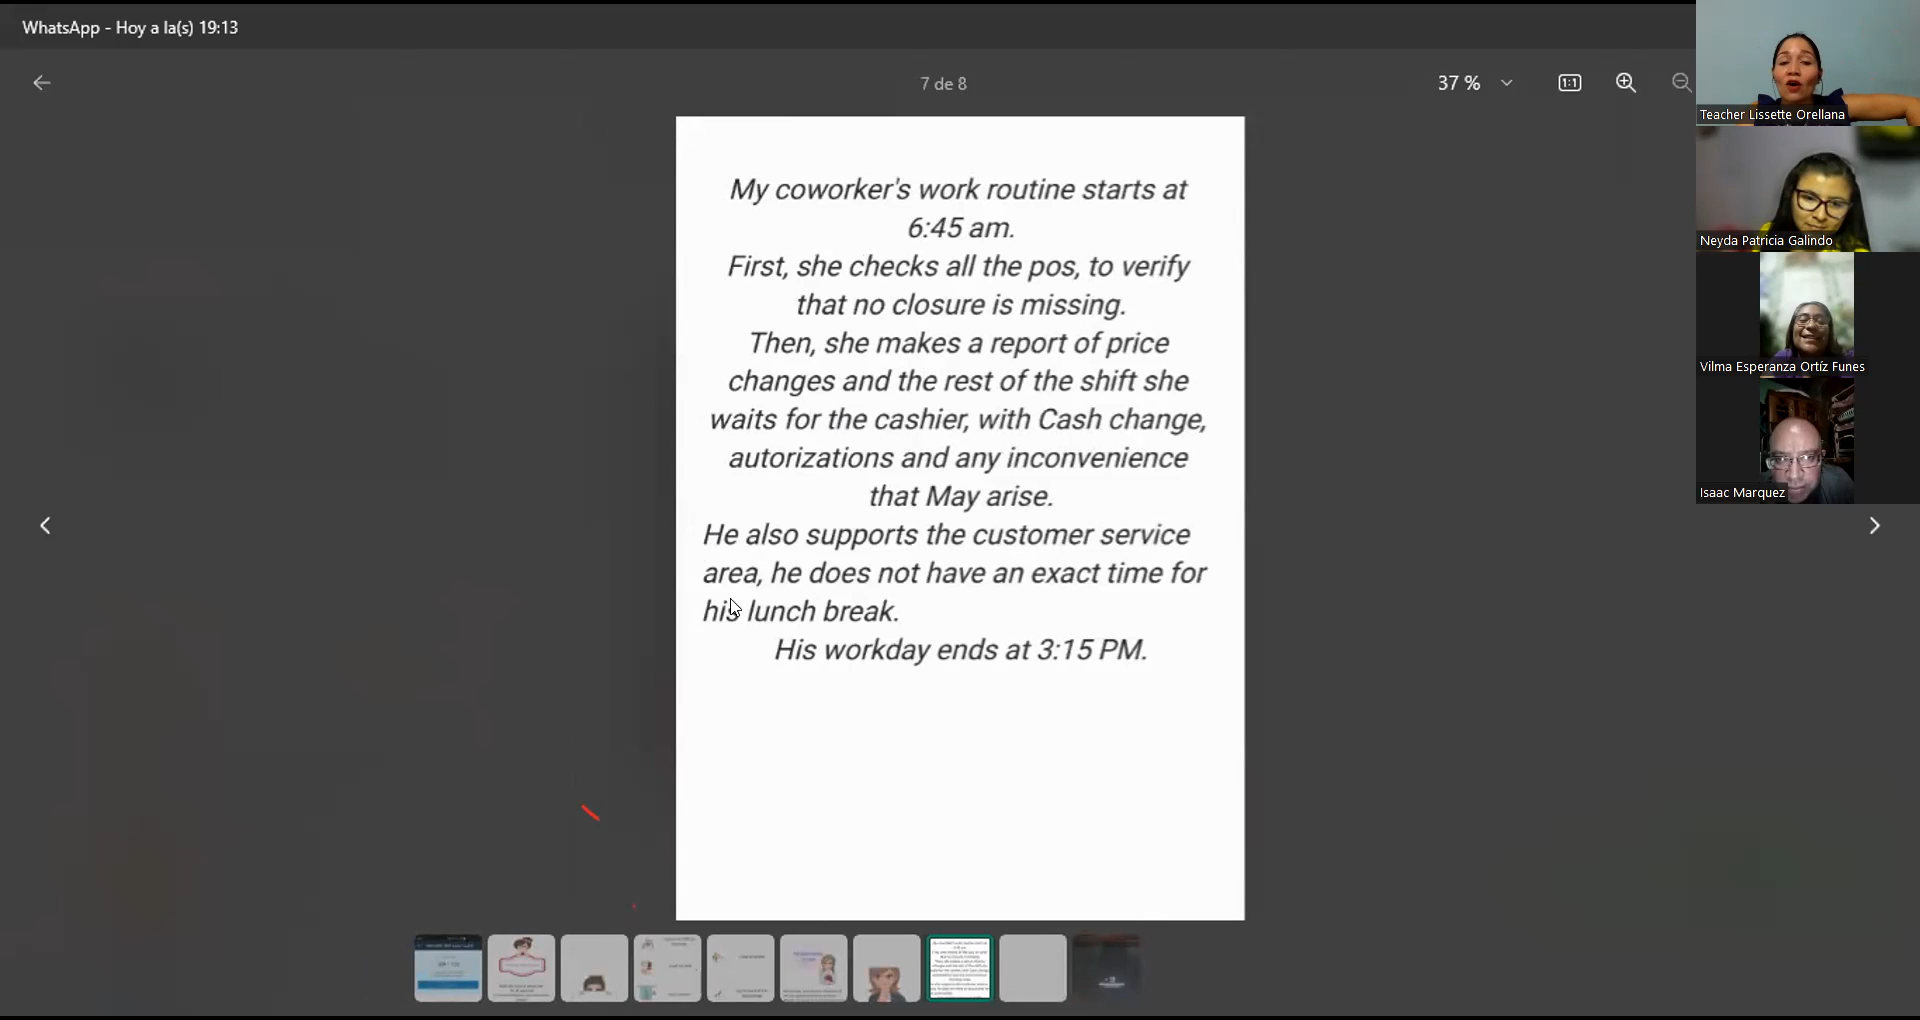 WhatsApp - Hoy a la(s) 19:13
7 de 8
37 %
1:1
Teacher Lissette Orellana
Neyda Patricia Galindo
Vilma Esperanza Ortíz Funes
Isaac Marquez
My coworker's work routine starts at
6:45 am.
First, she checks all the pos, to verify
that no closure is missing.
Then, she makes a report of price
changes and the rest of the shift she
waits for the cashier, with Cash change,
autorizations and any inconvenience
that May arise.
He also supports the customer service
area, he does not have an exact time for
his lunch break.
His workday ends at 3:15 PM.